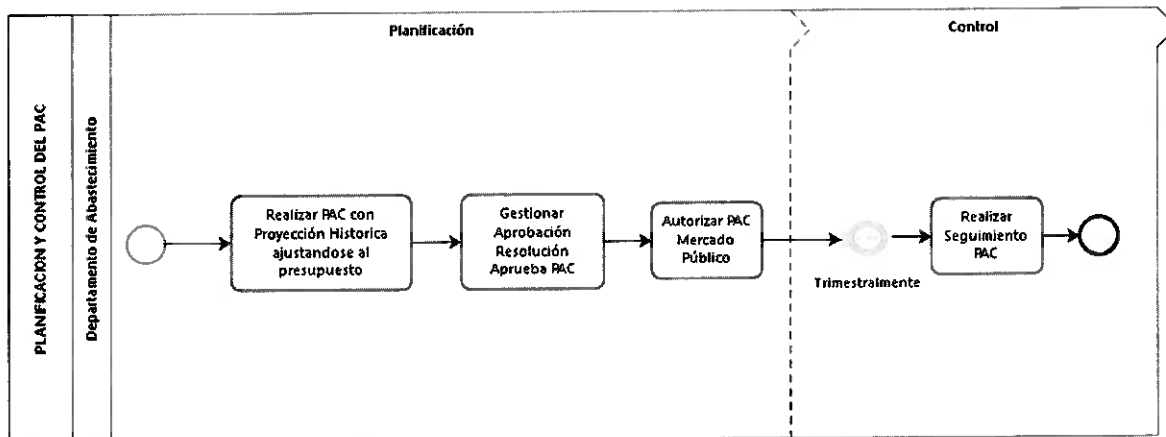 PLANIFICACION Y CONTROL DEL PAC
Departamento de Abastecimiento
Planificación
Control
Realizar PAC con
Proyección Historica
ajustandose al
presupuesto
Gestionar
Aprobación
Resolución
Aprueba PAC
Autorizar PAC
Mercado
Público
Trimestralmente
Realizar
Seguimiento
PAC